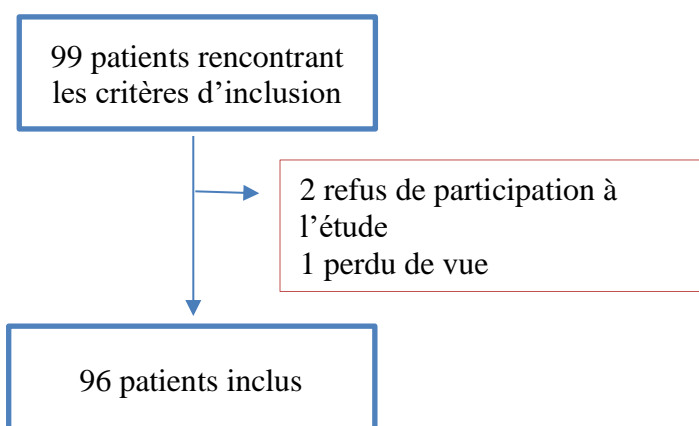 99 patients rencontrant
les critères d’inclusion
2 refus de participation à
l’étude
1 perdu de vue
96 patients inclus